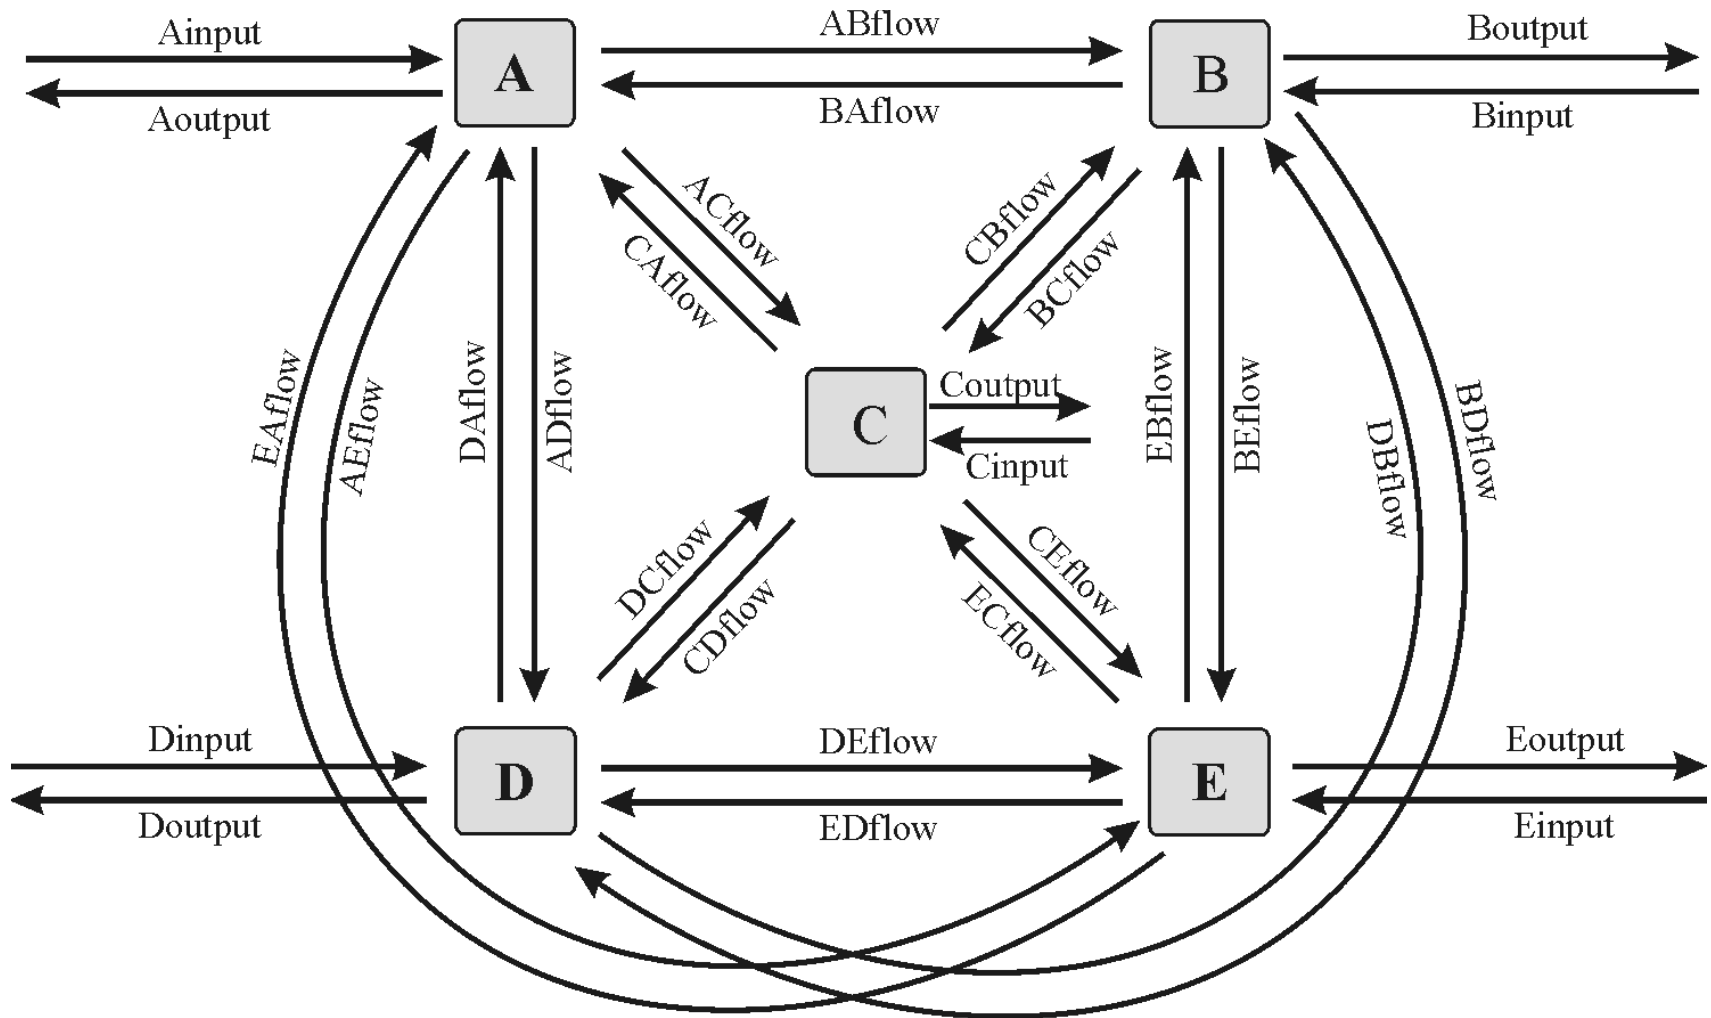 Ainput
ABflow
Boutput
A
B
Aoutput
BAflow
Binput
ACflow
CBflow
CAflow
BCflow
EAflow
AEflow
DAflow
ADflow
Coutput
C
Cinput
EBflow
BEflow
DBflow
BDflow
DCflow
CEflow
CDflow
ECflow
Dinput
DEflow
Eoutput
D
E
Doutput
EDflow
Einput